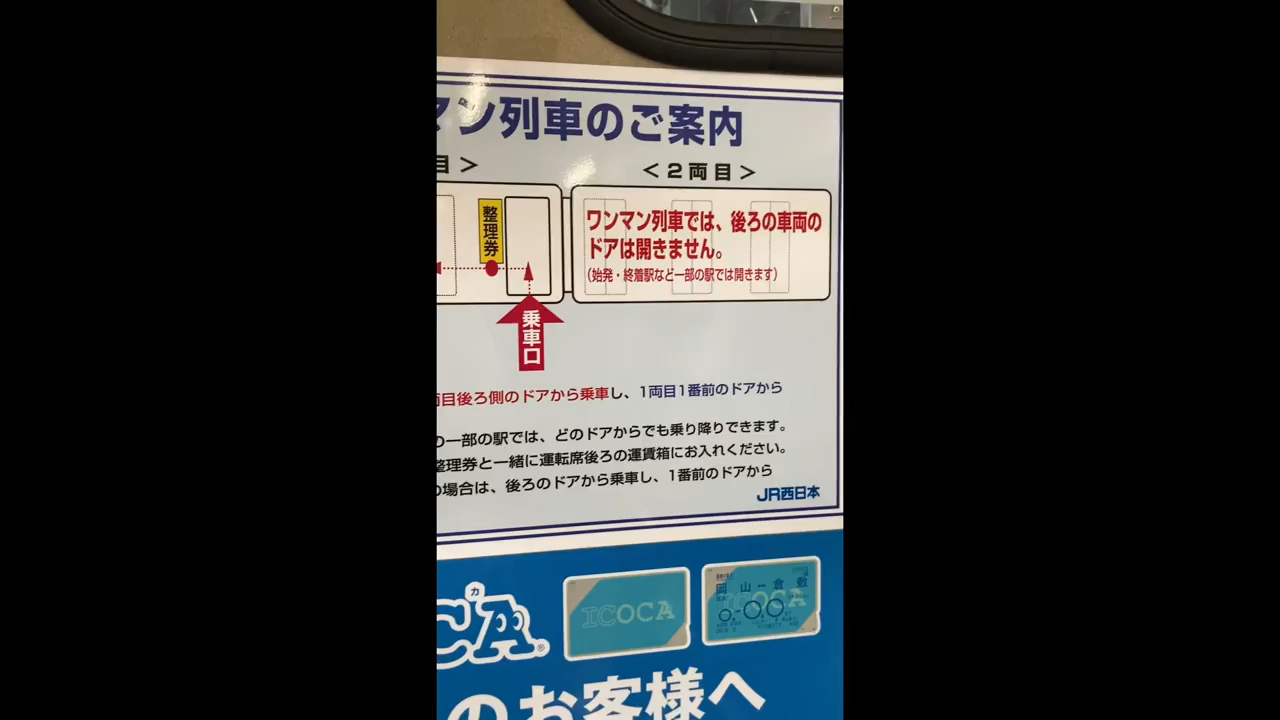 マン列車のご案内
目＞
＜2両目＞
整理券
ワンマン列車では、後ろの車両の
ドアは開きません。
（始発・終着駅など一部の駅では開きます）
乗車口
両目後ろ側のドアから乗車し、1両目1番前のドアから
の一部の駅では、どのドアからでも乗り降りできます。
整理券と一緒に運転席後ろの運賃箱にお入れください。
の場合は、後ろのドアから乗車し、1番前のドアから
JR西日本
カ
CA
ICOCA
岡山↔倉敷
ICOCA
のお客様へ